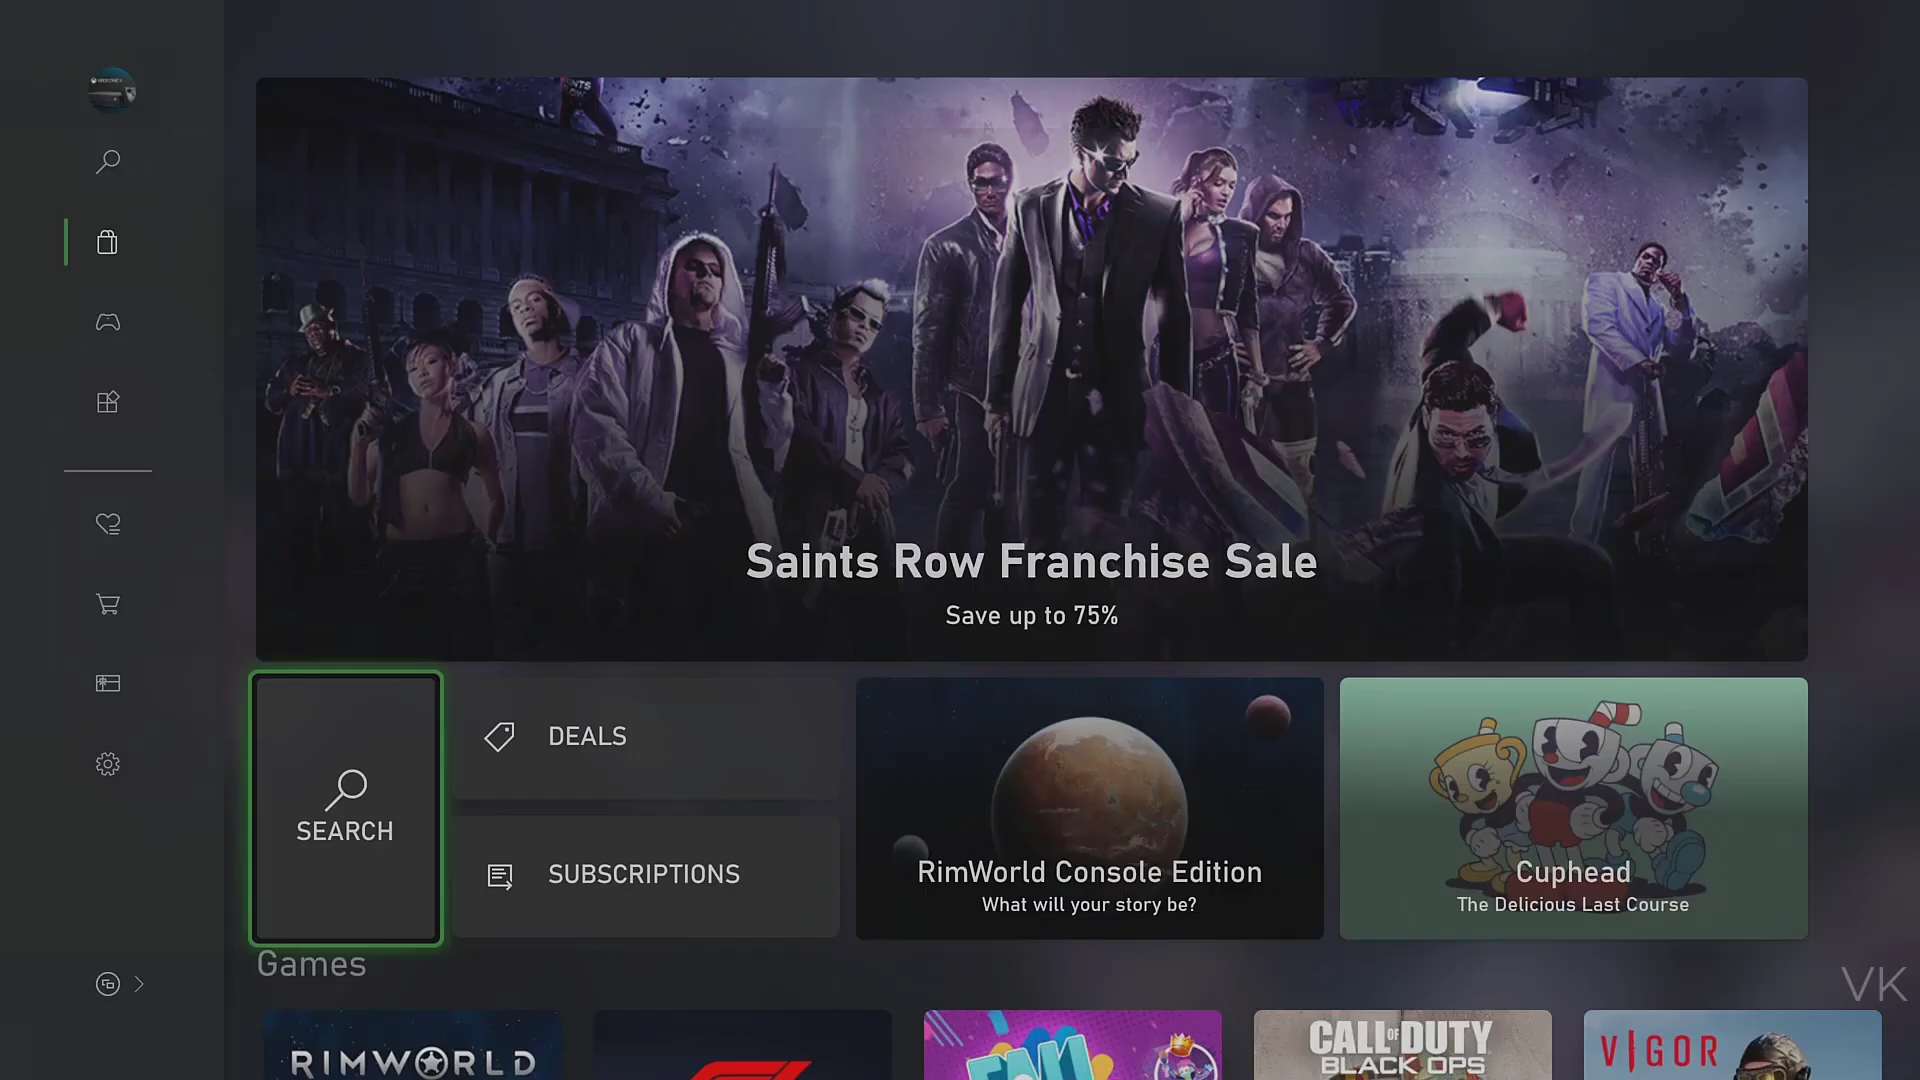 Saints Row Franchise Sale
Save up to 75%
SEARCH
DEALS
SUBSCRIPTIONS
RimWorld Console Edition
What will your story be?
Cuphead
The Delicious Last Course
Games
VK
RIMWORLD
FALL
CALL OF DUTY
BLACK OPS
VIGOR